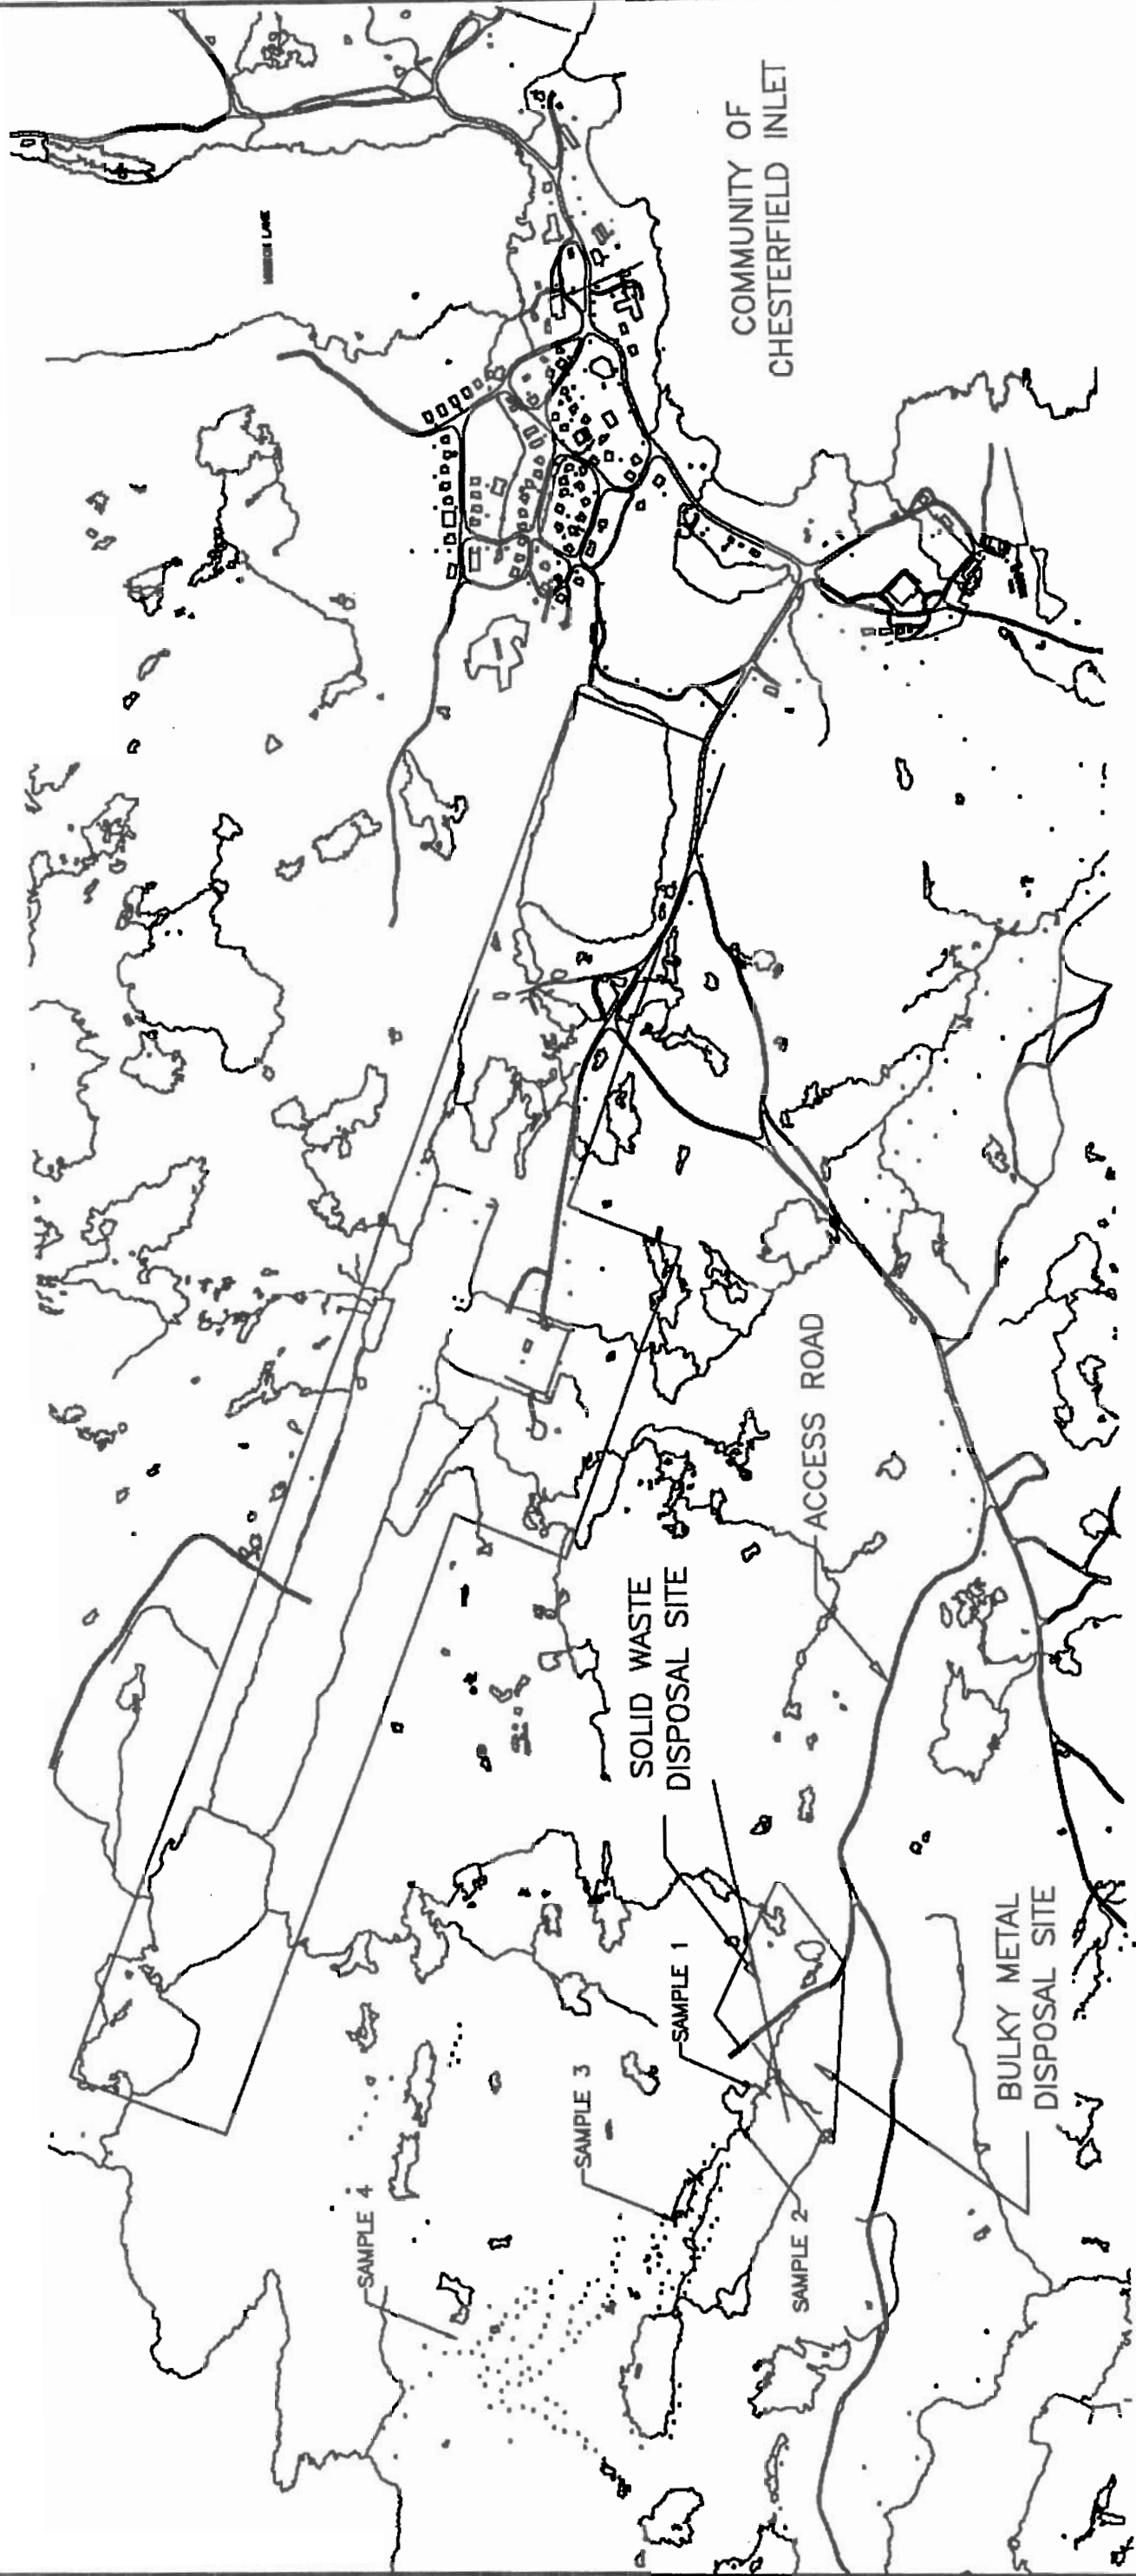 COMMUNITY OF
CHESTERFIELD INLET
ACCESS ROAD
SOLID WASTE
DISPOSAL SITE
SAMPLE 1
BULKY METAL
DISPOSAL SITE
SAMPLE 3
SAMPLE 2
SAMPLE 4